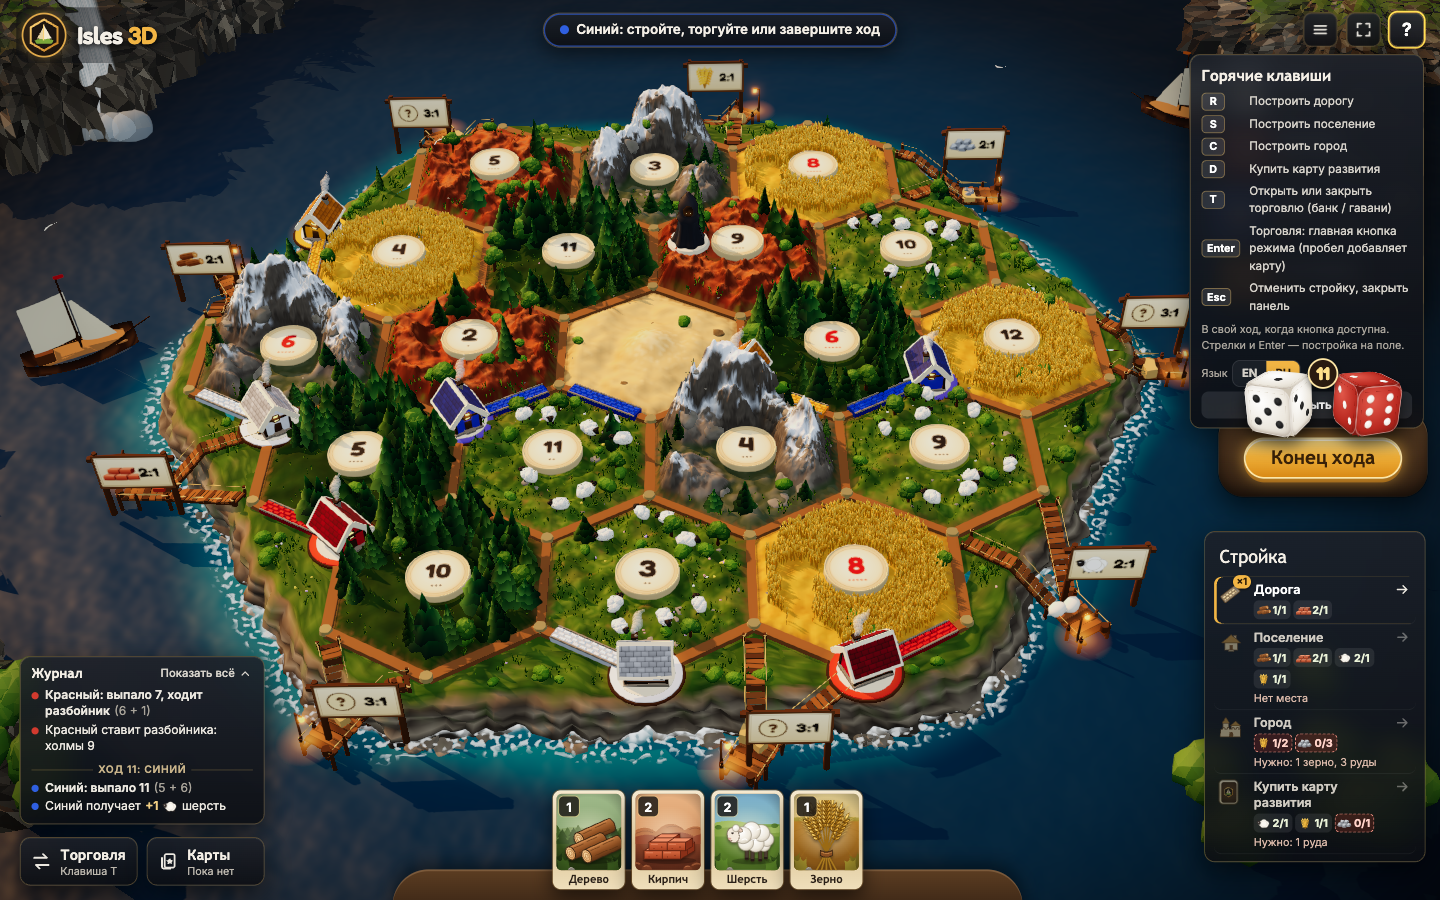 Isles 3D
Синий: стройте, торгуйте или завершите ход
?
Горячие клавиши
R Построить дорогу
S Построить поселение
C Построить город
D Купить карту развития
T Открыть или закрыть
торговлю (банк / гавани)
Enter Торговля: главная кнопка
режима (пробел добавляет
карту)
Esc Отменить стройку, закрыть
панель
В свой ход, когда кнопка доступна.
Стрелки и Enter — постройка на поле.
Язык EN
11
Конец хода
2:1
? 3:1
2:1
5
3
8
4
11
9
10
2:1
? 3:1
6
2
6
12
2:1
5
11
4
9
2:1
10
3
8
? 3:1
? 3:1
Стройка
x1
Дорога
1/1 2/1
Поселение
1/1 2/1 2/1
1/1
Нет места
Город
1/2 0/3
Нужно: 1 зерно, 3 руды
Купить карту
развития
2/1 1/1 0/1
Нужно: 1 руда
Журнал Показать всё
Красный: выпало 7, ходит
разбойник (6 + 1)
Красный ставит разбойника:
холмы 9
ХОД 11: СИНИЙ
Синий: выпало 11 (5 + 6)
Синий получает +1 шерсть
Торговля
Клавиша T
Карты
Пока нет
1
Дерево
2
Кирпич
2
Шерсть
1
Зерно